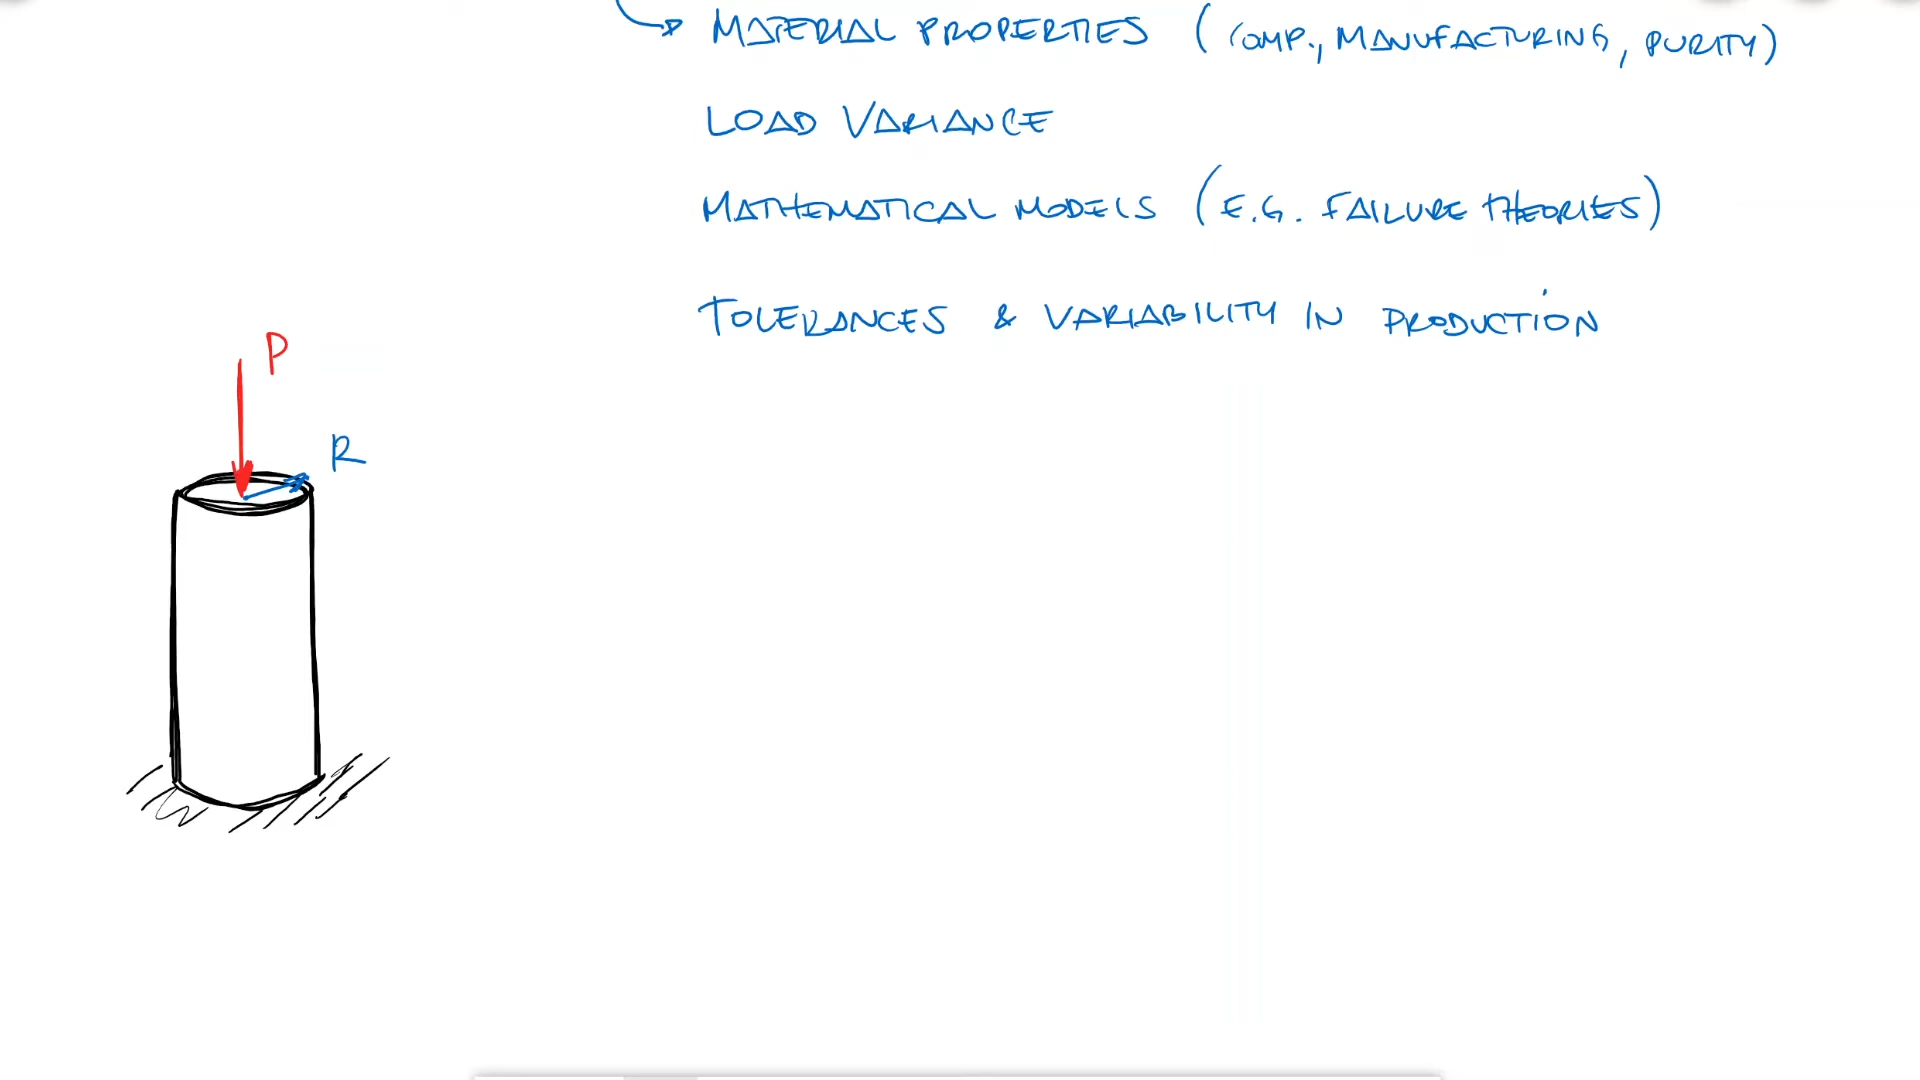 MATERIAL PROPERTIES (COMP., MANUFACTURING, PURITY)
LOAD VARIANCE
MATHEMATICAL MODELS (E.G. FAILURE THEORIES)
TOLERANCES & VARIABILITY IN PRODUCTION
P
R